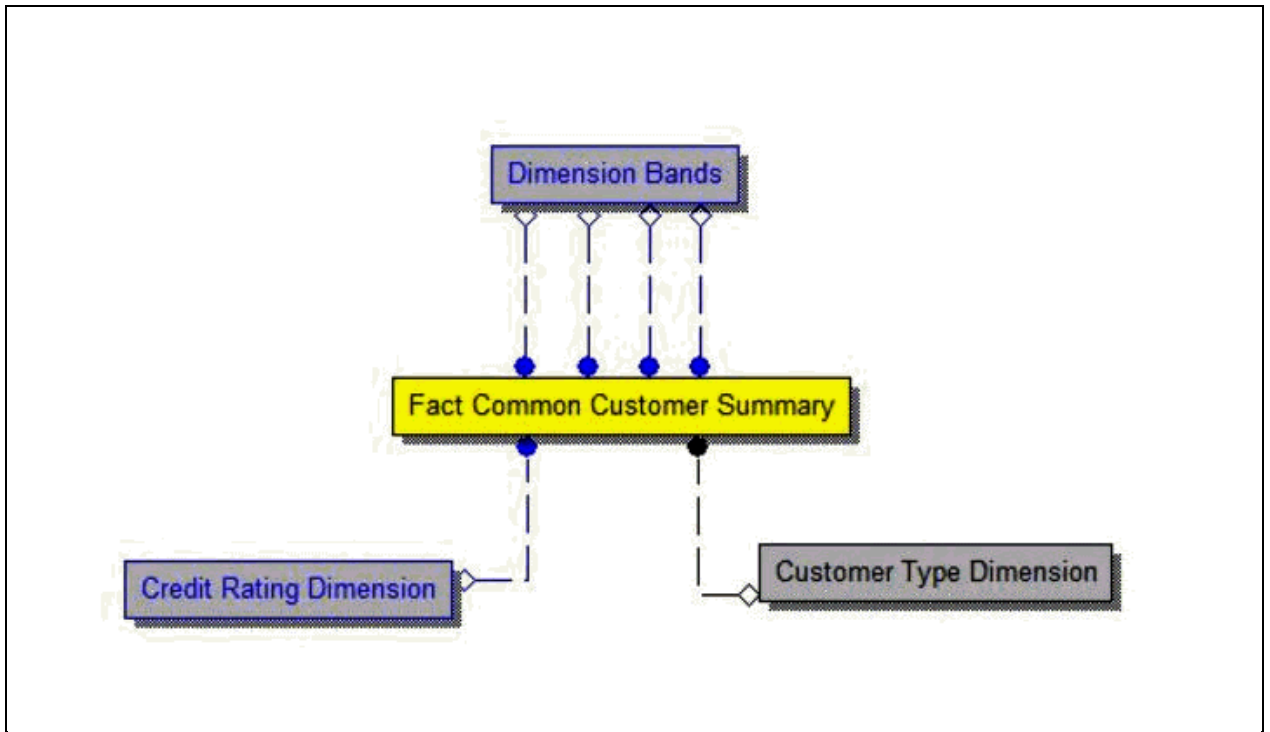 Dimension Bands
Fact Common Customer Summary
Credit Rating Dimension
Customer Type Dimension